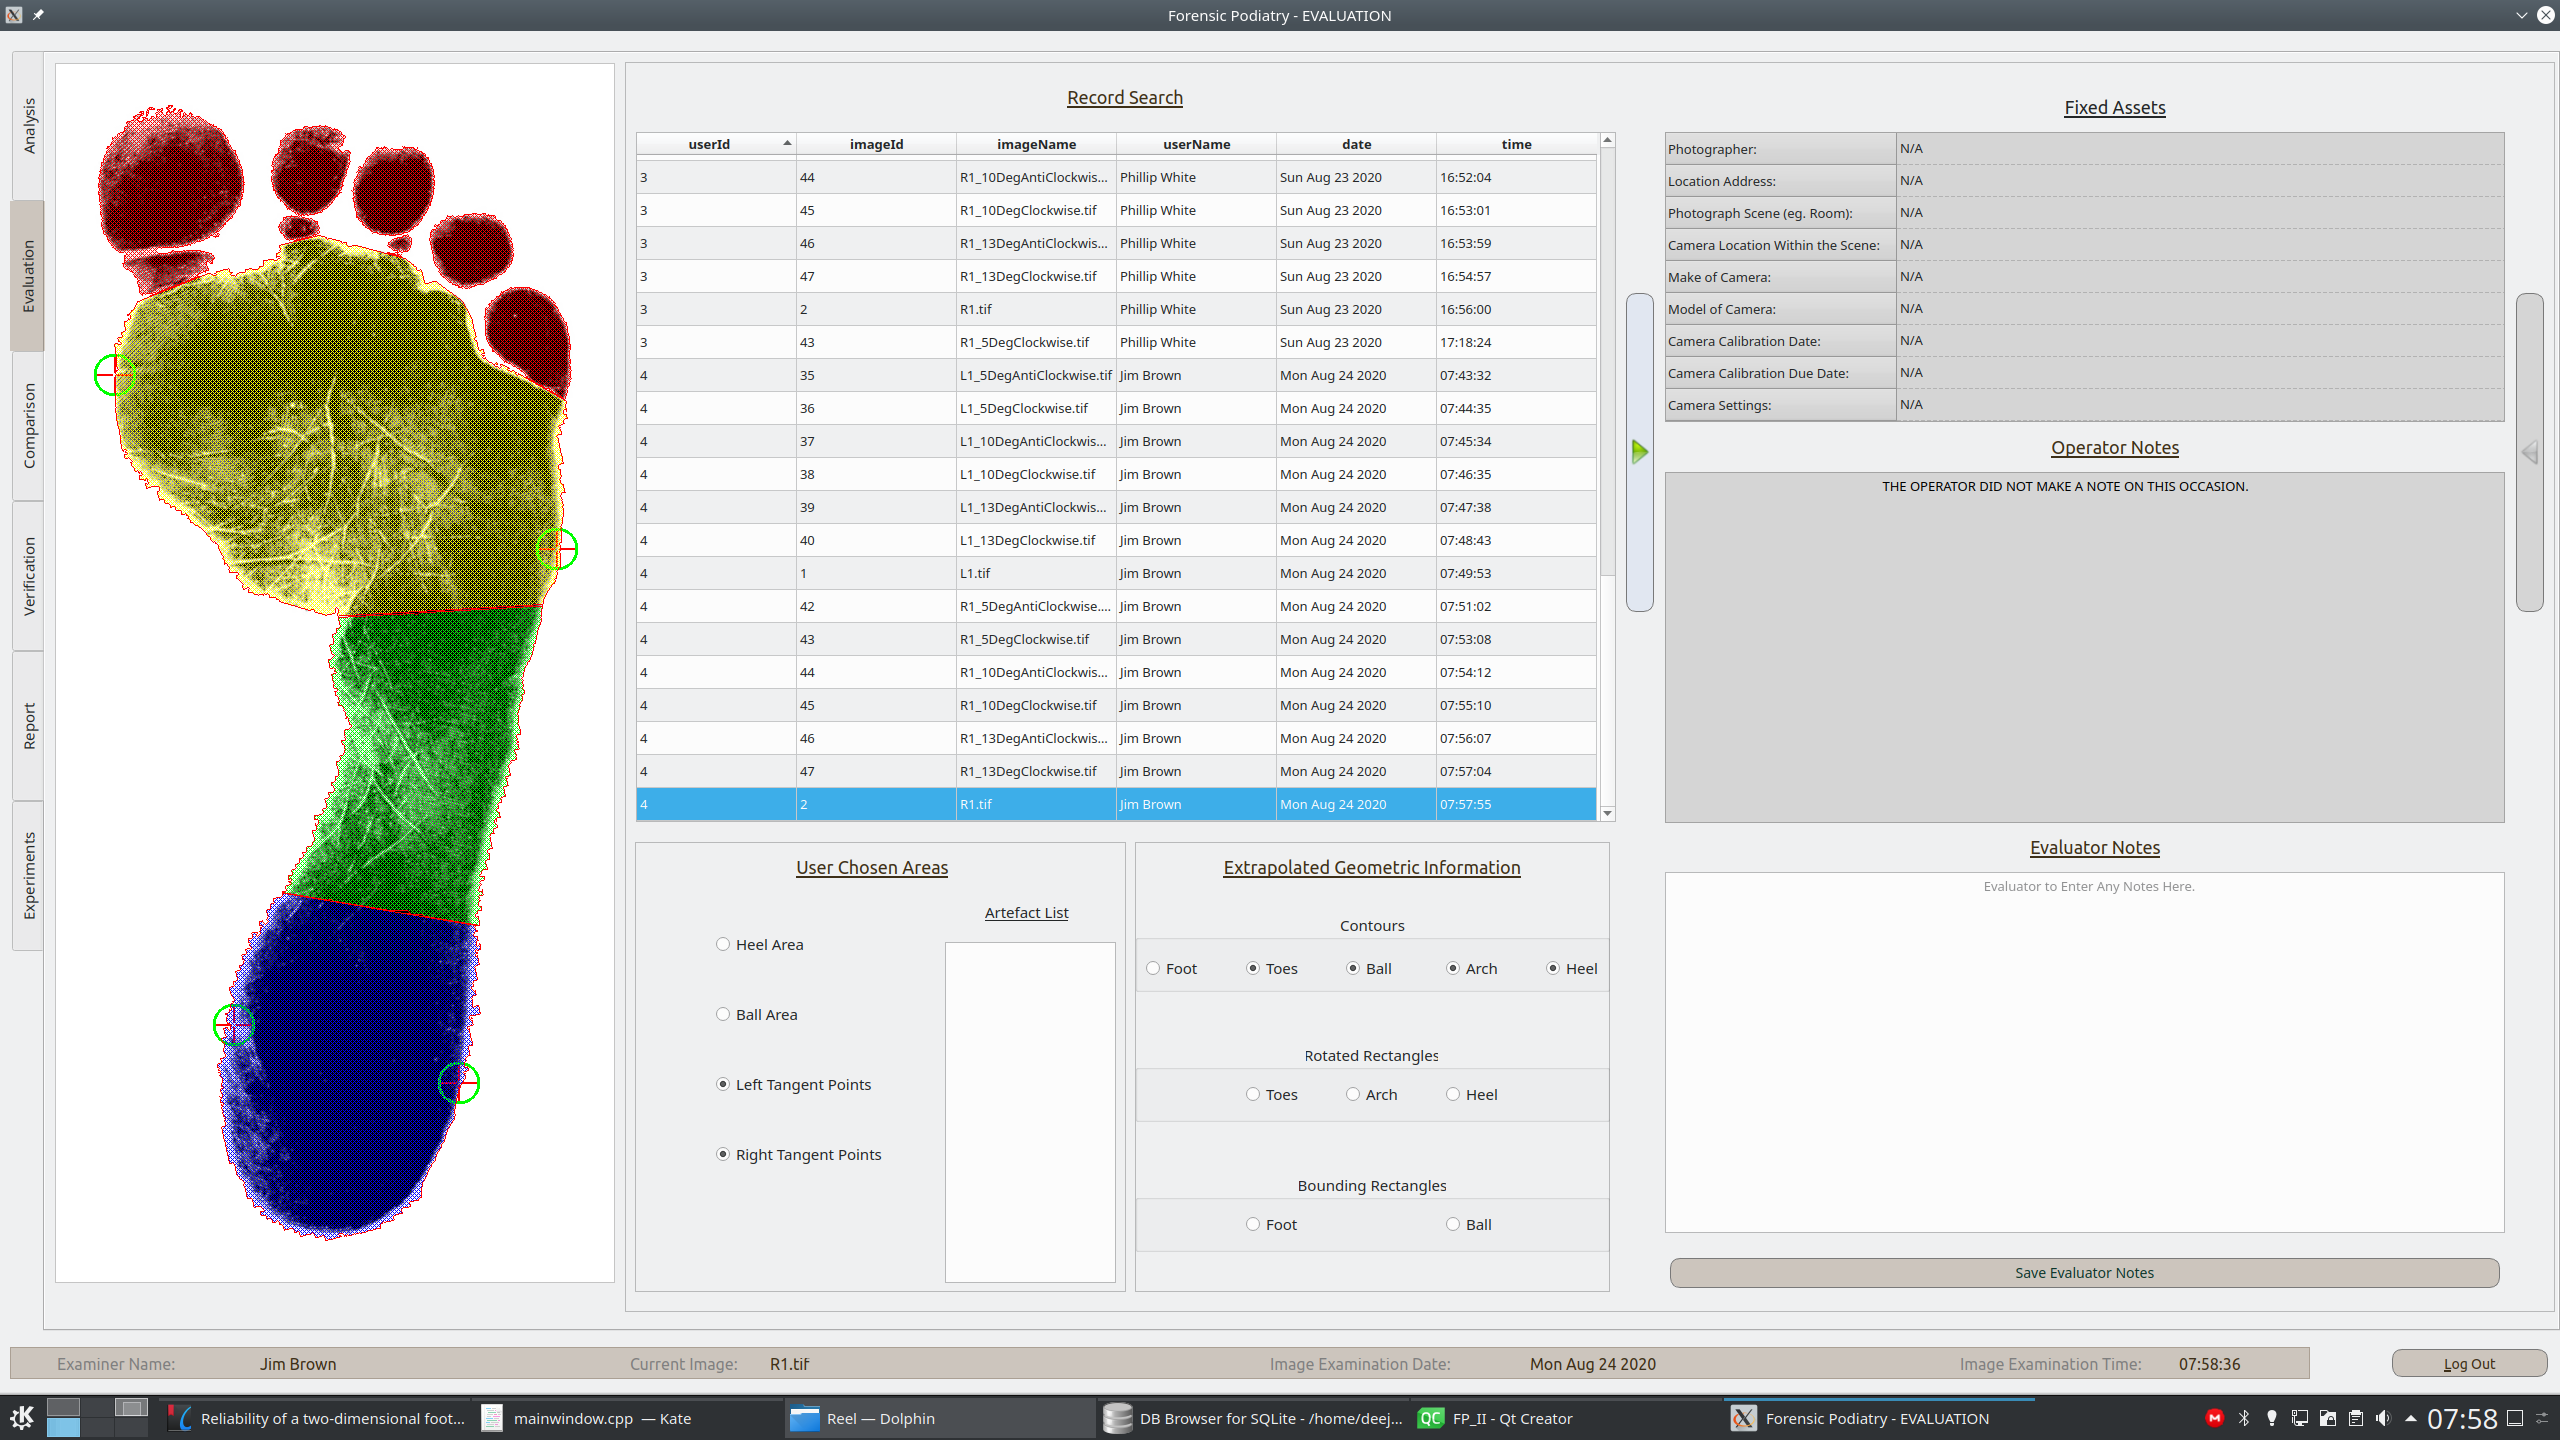 Forensic Podiatry - EVALUATION
Analysis
Evaluation
Comparison
Verification
Report
Experiments
Record Search
userId imageId imageName userName date time
3 44 R1_10DegAntiClockwis... Phillip White Sun Aug 23 2020 16:52:04
3 45 R1_10DegClockwise.tif Phillip White Sun Aug 23 2020 16:53:01
3 46 R1_13DegAntiClockwis... Phillip White Sun Aug 23 2020 16:53:59
3 47 R1_13DegClockwise.tif Phillip White Sun Aug 23 2020 16:54:57
3 2 R1.tif Phillip White Sun Aug 23 2020 16:56:00
3 43 R1_5DegClockwise.tif Phillip White Sun Aug 23 2020 17:18:24
4 35 L1_5DegAntiClockwise.tif Jim Brown Mon Aug 24 2020 07:43:32
4 36 L1_5DegClockwise.tif Jim Brown Mon Aug 24 2020 07:44:35
4 37 L1_10DegAntiClockwis... Jim Brown Mon Aug 24 2020 07:45:34
4 38 L1_10DegClockwise.tif Jim Brown Mon Aug 24 2020 07:46:35
4 39 L1_13DegAntiClockwis... Jim Brown Mon Aug 24 2020 07:47:38
4 40 L1_13DegClockwise.tif Jim Brown Mon Aug 24 2020 07:48:43
4 1 L1.tif Jim Brown Mon Aug 24 2020 07:49:53
4 42 R1_5DegAntiClockwise.... Jim Brown Mon Aug 24 2020 07:51:02
4 43 R1_5DegClockwise.tif Jim Brown Mon Aug 24 2020 07:53:08
4 44 R1_10DegAntiClockwis... Jim Brown Mon Aug 24 2020 07:54:12
4 45 R1_10DegClockwise.tif Jim Brown Mon Aug 24 2020 07:55:10
4 46 R1_13DegAntiClockwis... Jim Brown Mon Aug 24 2020 07:56:07
4 47 R1_13DegClockwise.tif Jim Brown Mon Aug 24 2020 07:57:04
4 2 R1.tif Jim Brown Mon Aug 24 2020 07:57:55
User Chosen Areas
Artefact List
Heel Area
Ball Area
Left Tangent Points
Right Tangent Points
Extrapolated Geometric Information
Contours
Foot Toes Ball Arch Heel
Rotated Rectangles
Toes Arch Heel
Bounding Rectangles
Foot Ball
Fixed Assets
Photographer: N/A
Location Address: N/A
Photograph Scene (eg. Room): N/A
Camera Location Within the Scene: N/A
Make of Camera: N/A
Model of Camera: N/A
Camera Calibration Date: N/A
Camera Calibration Due Date: N/A
Camera Settings: N/A
Operator Notes
THE OPERATOR DID NOT MAKE A NOTE ON THIS OCCASION.
Evaluator Notes
Evaluator to Enter Any Notes Here.
Save Evaluator Notes
Examiner Name: Jim Brown Current Image: R1.tif Image Examination Date: Mon Aug 24 2020 Image Examination Time: 07:58:36
Log Out
Reliability of a two-dimensional foot... mainwindow.cpp — Kate Reel — Dolphin DB Browser for SQLite - /home/deej... QC FP_II - Qt Creator Forensic Podiatry - EVALUATION M 07:58